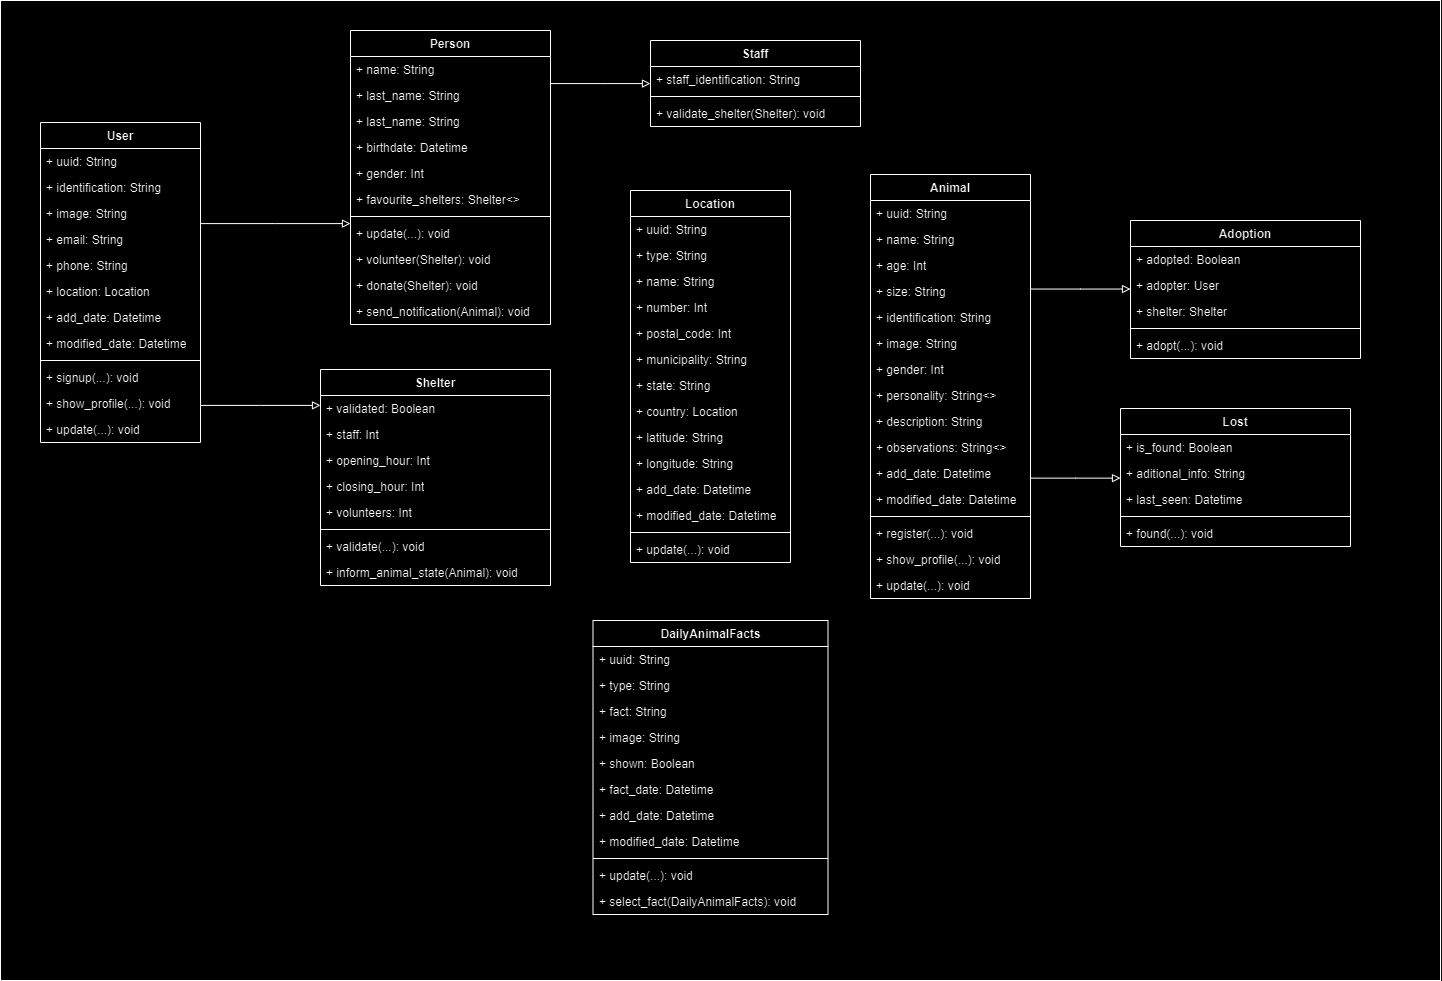 Person
+ name: String
+ last_name: String
+ last_name: String
+ birthdate: Datetime
+ gender: Int
+ favourite_shelters: Shelter<>
+ update(...): void
+ volunteer(Shelter): void
+ donate(Shelter): void
+ send_notification(Animal): void
Staff
+ staff_identification: String
+ validate_shelter(Shelter): void
User
+ uuid: String
+ identification: String
+ image: String
+ email: String
+ phone: String
+ location: Location
+ add_date: Datetime
+ modified_date: Datetime
+ signup(...): void
+ show_profile(...): void
+ update(...): void
Shelter
+ validated: Boolean
+ staff: Int
+ opening_hour: Int
+ closing_hour: Int
+ volunteers: Int
+ validate(...): void
+ inform_animal_state(Animal): void
Location
+ uuid: String
+ type: String
+ name: String
+ number: Int
+ postal_code: Int
+ municipality: String
+ state: String
+ country: Location
+ latitude: String
+ longitude: String
+ add_date: Datetime
+ modified_date: Datetime
+ update(...): void
Animal
+ uuid: String
+ name: String
+ age: Int
+ size: String
+ identification: String
+ image: String
+ gender: Int
+ personality: String<>
+ description: String
+ observations: String<>
+ add_date: Datetime
+ modified_date: Datetime
+ register(...): void
+ show_profile(...): void
+ update(...): void
Adoption
+ adopted: Boolean
+ adopter: User
+ shelter: Shelter
+ adopt(...): void
Lost
+ is_found: Boolean
+ aditional_info: String
+ last_seen: Datetime
+ found(...): void
DailyAnimalFacts
+ uuid: String
+ type: String
+ fact: String
+ image: String
+ shown: Boolean
+ fact_date: Datetime
+ add_date: Datetime
+ modified_date: Datetime
+ update(...): void
+ select_fact(DailyAnimalFacts): void